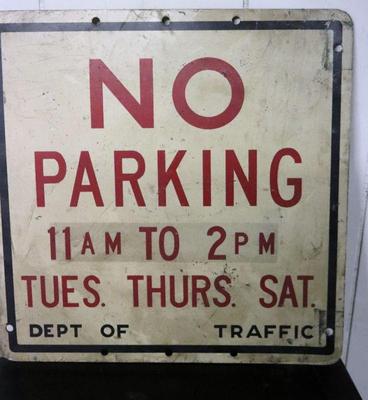 NO
PARKING
11AM TO 2PM
TUES. THURS. SAT.
DEPT OF TRAFFIC